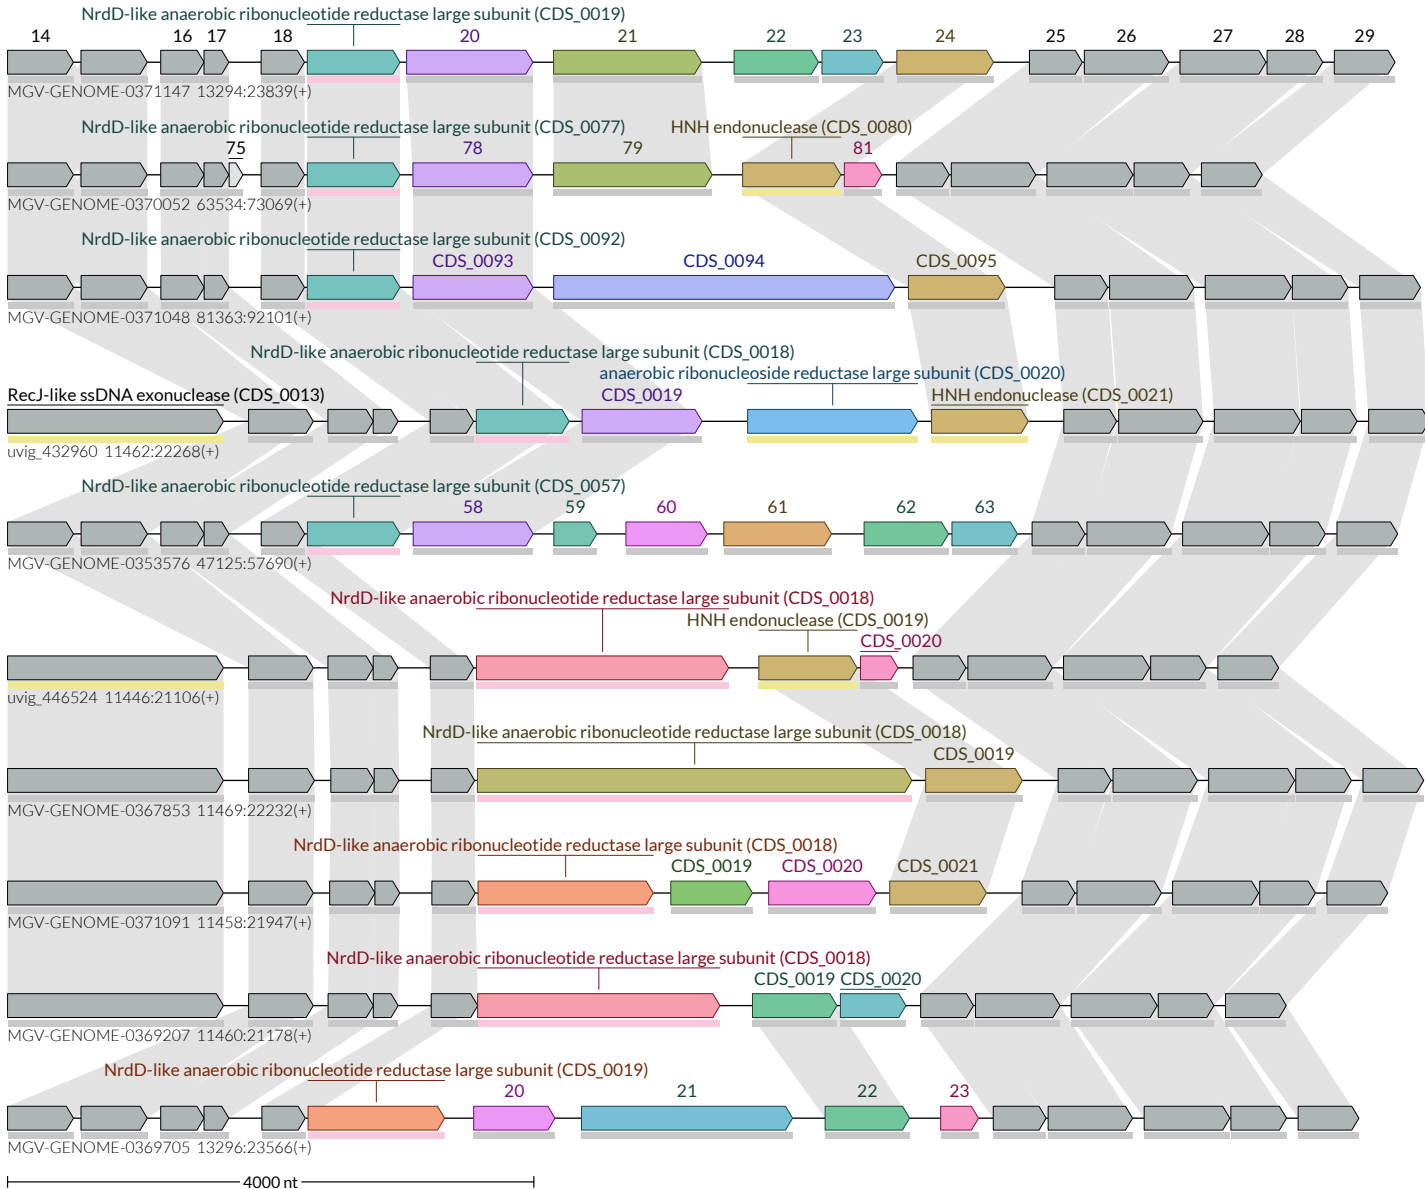 NrdD-like anaerobic ribonucleotide reductase large subunit (CDS_0019)
14 16 17 18 20 21 22 23 24 25 26 27 28 29
MGV-GENOME-0371147 13294:23839(+)
NrdD-like anaerobic ribonucleotide reductase large subunit (CDS_0077) HNH endonuclease (CDS_0080)
75 78 79 81
MGV-GENOME-0370052 63534:73069(+)
NrdD-like anaerobic ribonucleotide reductase large subunit (CDS_0092)
CDS_0093 CDS_0094 CDS_0095
MGV-GENOME-0371048 81363:92101(+)
NrdD-like anaerobic ribonucleotide reductase large subunit (CDS_0018)
anaerobic ribonucleoside reductase large subunit (CDS_0020)
RecJ-like ssDNA exonuclease (CDS_0013) CDS_0019 HNH endonuclease (CDS_0021)
uvig_432960 11462:22268(+)
NrdD-like anaerobic ribonucleotide reductase large subunit (CDS_0057)
58 59 60 61 62 63
MGV-GENOME-0353576 47125:57690(+)
NrdD-like anaerobic ribonucleotide reductase large subunit (CDS_0018)
HNH endonuclease (CDS_0019)
CDS_0020
uvig_446524 11446:21106(+)
NrdD-like anaerobic ribonucleotide reductase large subunit (CDS_0018)
CDS_0019
MGV-GENOME-0367853 11469:22232(+)
NrdD-like anaerobic ribonucleotide reductase large subunit (CDS_0018)
CDS_0019 CDS_0020 CDS_0021
MGV-GENOME-0371091 11458:21947(+)
NrdD-like anaerobic ribonucleotide reductase large subunit (CDS_0018)
CDS_0019 CDS_0020
MGV-GENOME-0369207 11460:21178(+)
NrdD-like anaerobic ribonucleotide reductase large subunit (CDS_0019)
20 21 22 23
MGV-GENOME-0369705 13296:23566(+)
4000 nt